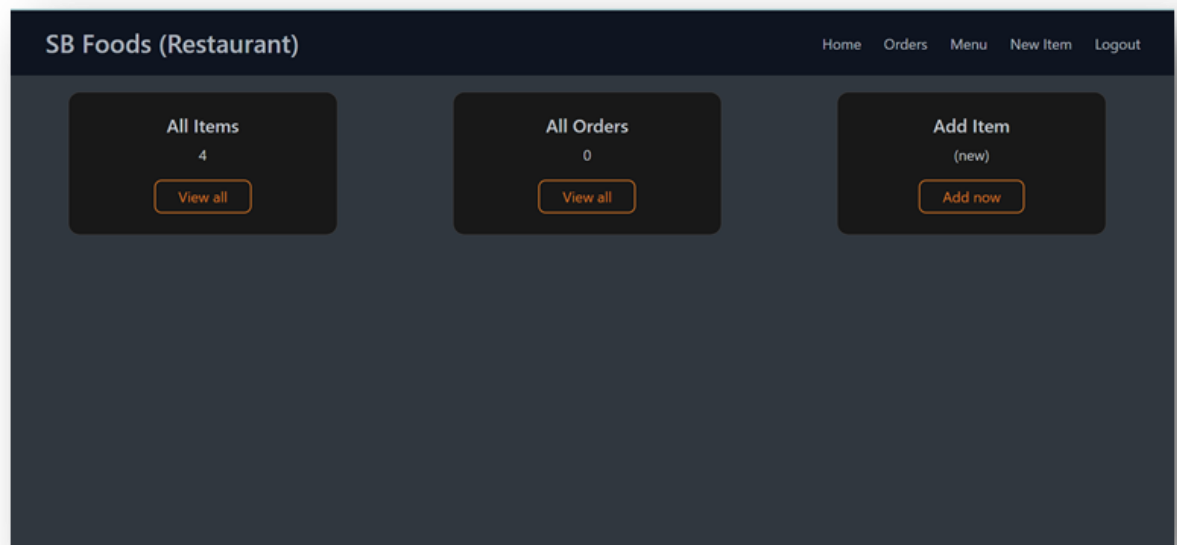 SB Foods (Restaurant)
Home Orders Menu New Item Logout
All Items
4
View all
All Orders
0
View all
Add Item
(new)
Add now